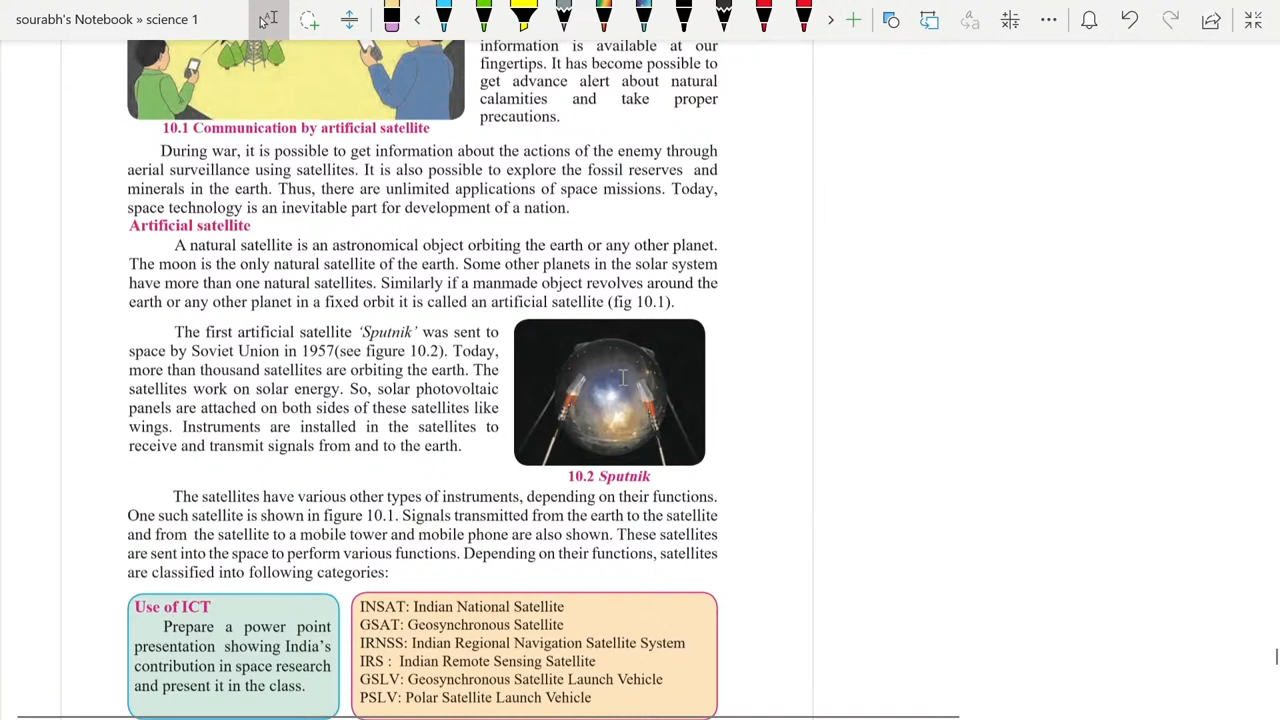 sourabh's Notebook » science 1
information is available at our
fingertips. It has become possible to
get advance alert about natural
calamities and take proper
precautions.
10.1 Communication by artificial satellite
During war, it is possible to get information about the actions of the enemy through
aerial surveillance using satellites. It is also possible to explore the fossil reserves and
minerals in the earth. Thus, there are unlimited applications of space missions. Today,
space technology is an inevitable part for development of a nation.
Artificial satellite
A natural satellite is an astronomical object orbiting the earth or any other planet.
The moon is the only natural satellite of the earth. Some other planets in the solar system
have more than one natural satellites. Similarly if a manmade object revolves around the
earth or any other planet in a fixed orbit it is called an artificial satellite (fig 10.1).
The first artificial satellite ‘Sputnik’ was sent to
space by Soviet Union in 1957(see figure 10.2). Today,
more than thousand satellites are orbiting the earth. The
satellites work on solar energy. So, solar photovoltaic
panels are attached on both sides of these satellites like
wings. Instruments are installed in the satellites to
receive and transmit signals from and to the earth.
10.2 Sputnik
The satellites have various other types of instruments, depending on their functions.
One such satellite is shown in figure 10.1. Signals transmitted from the earth to the satellite
and from the satellite to a mobile tower and mobile phone are also shown. These satellites
are sent into the space to perform various functions. Depending on their functions, satellites
are classified into following categories:
Use of ICT
Prepare a power point
presentation showing India’s
contribution in space research
and present it in the class.
INSAT: Indian National Satellite
GSAT: Geosynchronous Satellite
IRNSS: Indian Regional Navigation Satellite System
IRS : Indian Remote Sensing Satellite
GSLV: Geosynchronous Satellite Launch Vehicle
PSLV: Polar Satellite Launch Vehicle